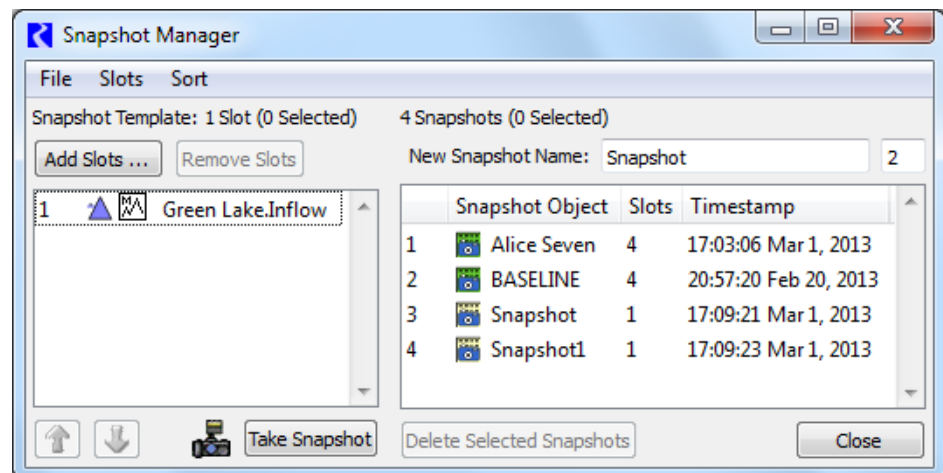 Snapshot Manager
File Slots Sort
Snapshot Template: 1 Slot (0 Selected)
4 Snapshots (0 Selected)
Add Slots ... Remove Slots
New Snapshot Name: Snapshot 2
1 Green Lake.Inflow
Snapshot Object Slots Timestamp
1 Alice Seven 4 17:03:06 Mar 1, 2013
2 BASELINE 4 20:57:20 Feb 20, 2013
3 Snapshot 1 17:09:21 Mar 1, 2013
4 Snapshot1 1 17:09:23 Mar 1, 2013
Take Snapshot
Delete Selected Snapshots
Close